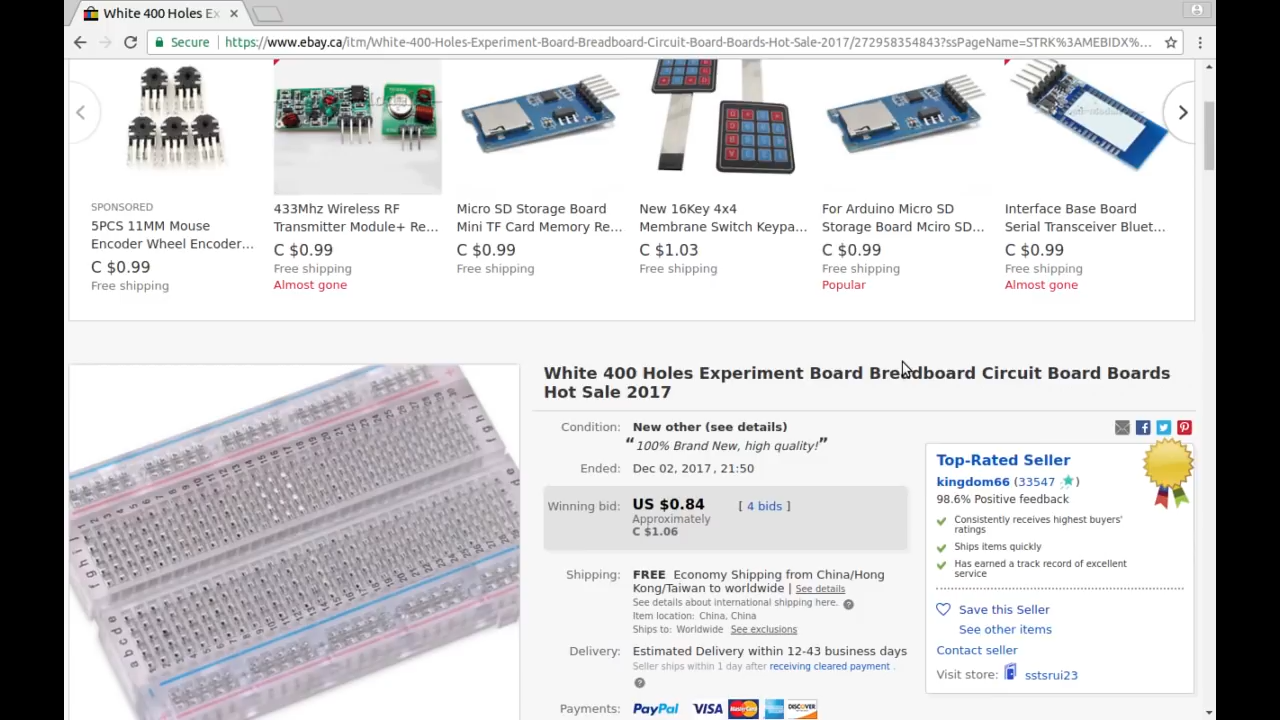 White 400 Holes Ex
Secure
https://www.ebay.ca/itm/White-400-Holes-Experiment-Board-Breadboard-Circuit-Board-Boards-Hot-Sale-2017/272958354843?ssPageName=STRK%3AMEBIDX%...
SPONSORED
5PCS 11MM Mouse
Encoder Wheel Encoder...
C $0.99
Free shipping
433Mhz Wireless RF
Transmitter Module+ Re...
C $0.99
Free shipping
Almost gone
Micro SD Storage Board
Mini TF Card Memory Re...
C $0.99
Free shipping
New 16Key 4x4
Membrane Switch Keypa...
C $1.03
Free shipping
For Arduino Micro SD
Storage Board Mciro SD...
C $0.99
Free shipping
Popular
Interface Base Board
Serial Transceiver Bluet...
C $0.99
Free shipping
Almost gone
White 400 Holes Experiment Board Breadboard Circuit Board Boards
Hot Sale 2017
Condition: New other (see details)
“100% Brand New, high quality!”
Ended: Dec 02, 2017 , 21:50
Winning bid: US $0.84 [ 4 bids ]
Approximately
C $1.06
Shipping: FREE Economy Shipping from China/Hong
Kong/Taiwan to worldwide | See details
See details about international shipping here.
Item location: China, China
Ships to: Worldwide See exclusions
Delivery: Estimated Delivery within 12-43 business days
Seller ships within 1 day after receiving cleared payment .
Payments: PayPal VISA MasterCard DISCOVER
Top-Rated Seller
kingdom66 (33547 )
98.6% Positive feedback
Consistently receives highest buyers'
ratings
Ships items quickly
Has earned a track record of excellent
service
Save this Seller
See other items
Contact seller
Visit store: sstsrui23